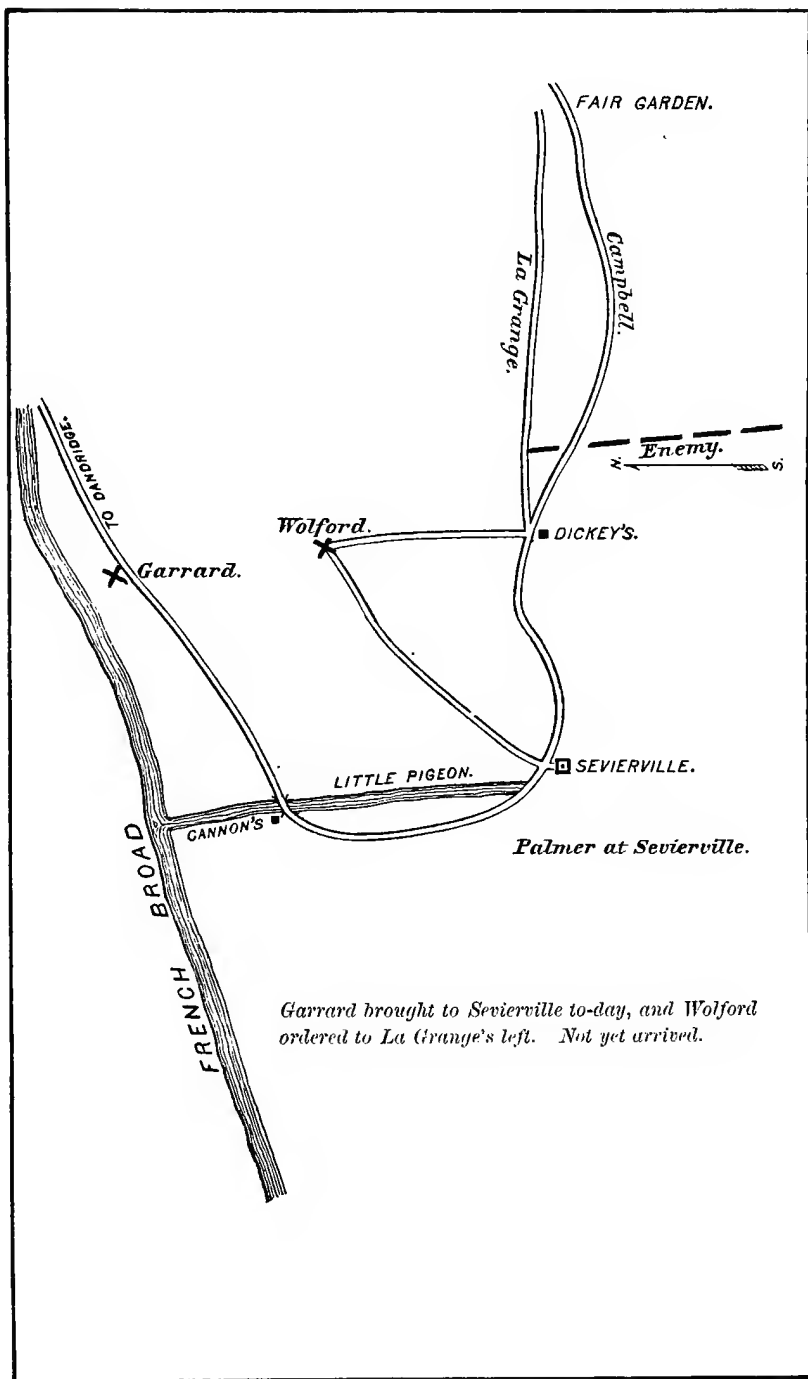 FAIR GARDEN.
La Grange.
Campbell.
TO DANDRIDGE.
Enemy.
N.
S.
Wolford.
DICKEY'S.
Garrard.
LITTLE PIGEON.
SEVIERVILLE.
CANNON'S
Palmer at Sevierville.
FRENCH BROAD
Garrard brought to Sevierville to-day, and Wolford
ordered to La Grange's left. Not yet arrived.